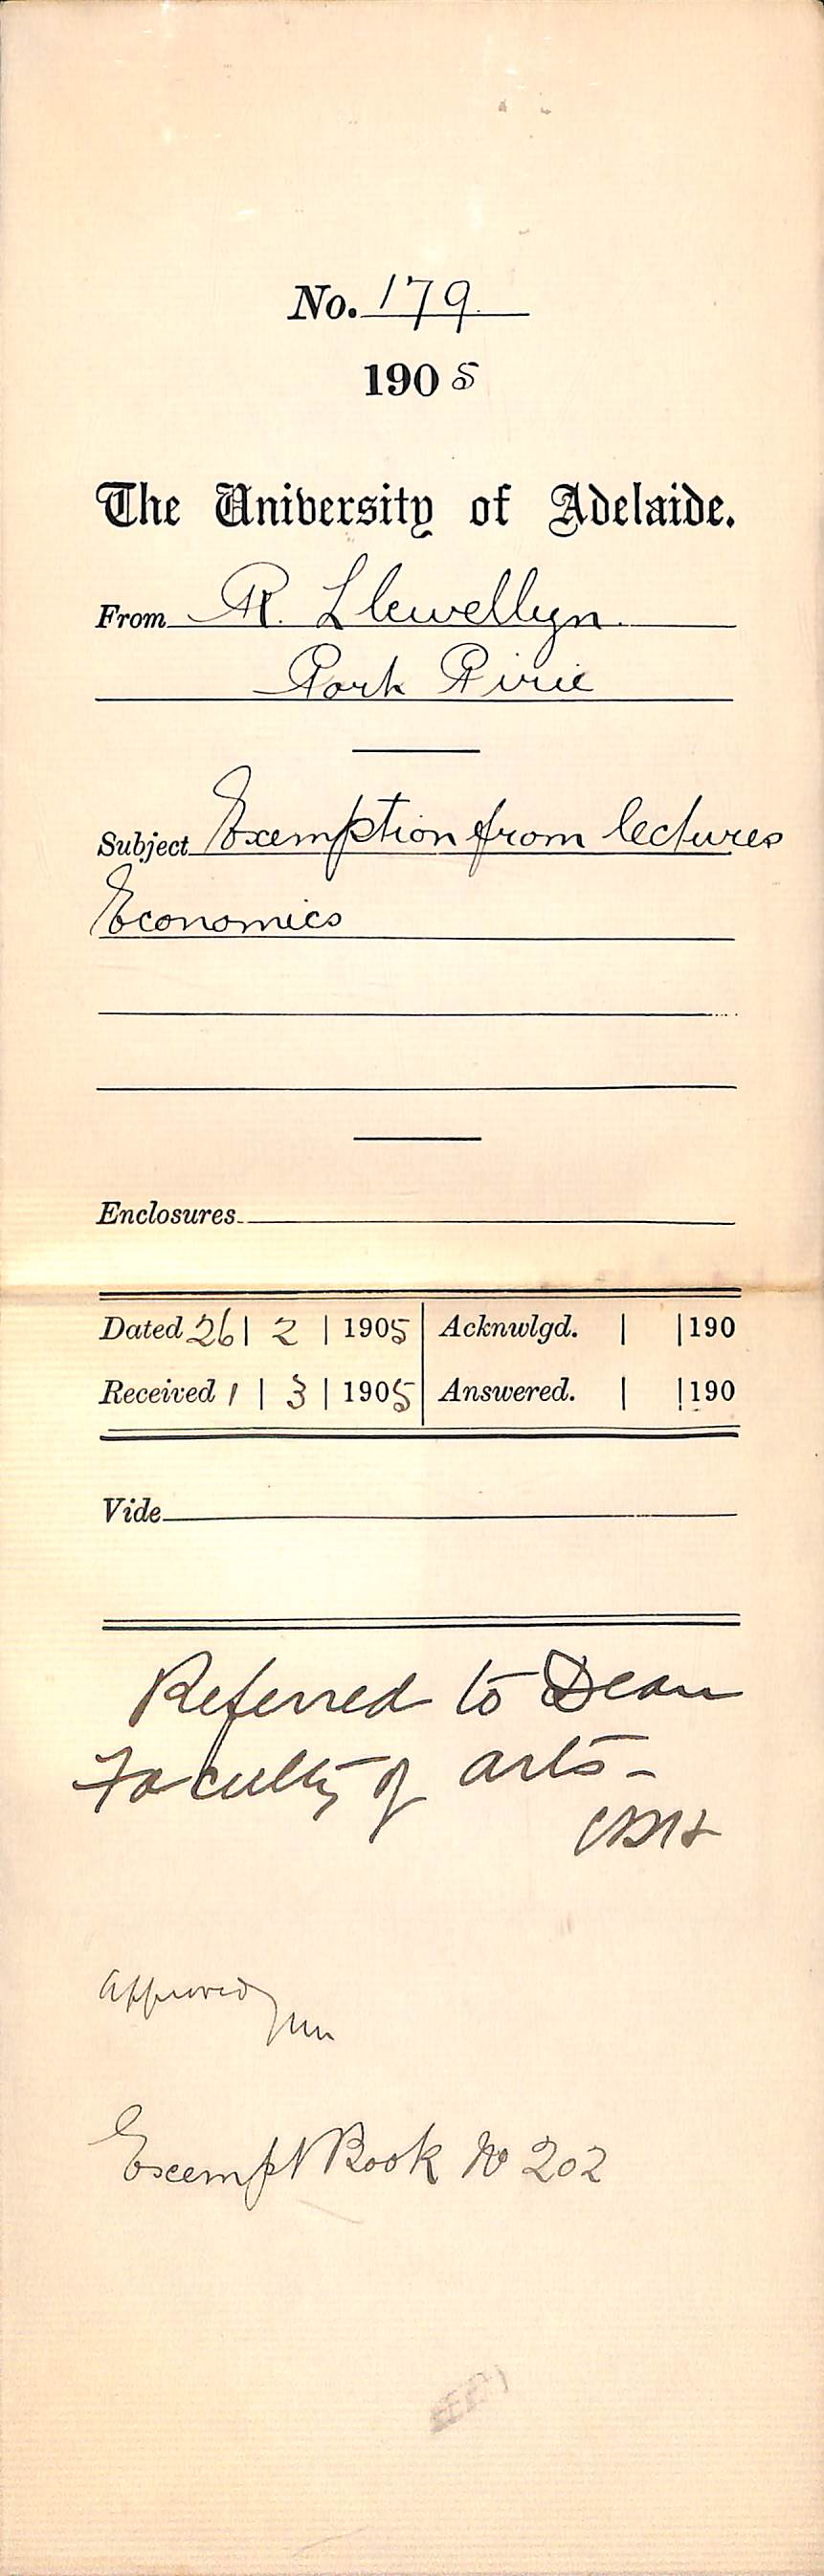 No. 179
1905
The University of Adelaide.
From R. Llewellyn.
Port Pirie
Subject Exemption from lectures
Economics
Enclosures
Dated 26 | 2 | 1905 Acknwlgd. | | 190
Received 1 | 3 | 1905 Answered. | | 190
Vide
Referred to Dean
Faculty of arts -
Approved
Exempt Book No 202